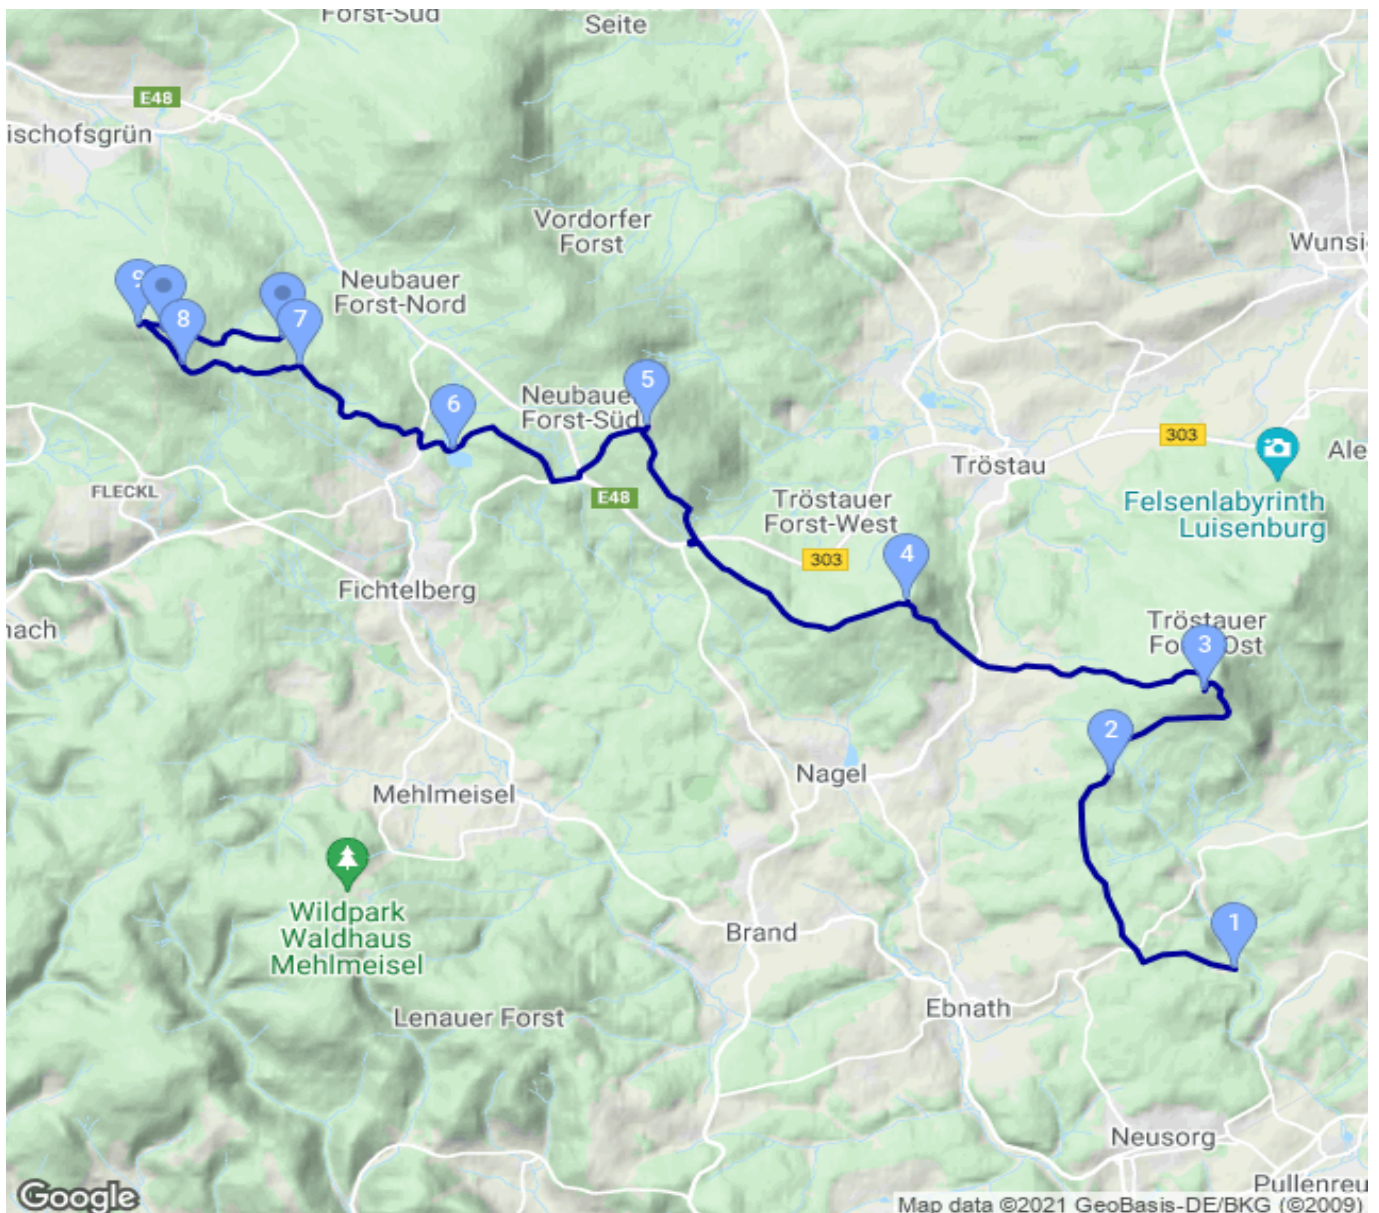 Forst-Süd
Seite
E48
ischofsgrün
Vordorfer
Forst
Wunsi
Neubauer
Forst-Nord
9
8
7
6
5
Neubauer
Forst-Süd
303
Tröstau
Ale
FLECKL
E48
Tröstauer
Forst-West
Felsenlabyrinth
Luisenburg
303
4
Fichtelberg
nach
Tröstauer
Ost
3
2
Nagel
Mehlmeisel
Wildpark
Waldhaus
Mehlmeisel
Brand
1
Ebnath
Lenauer Forst
Neusorg
Pullenreu
Google
Map data ©2021 GeoBasis-DE/BKG (©2009)